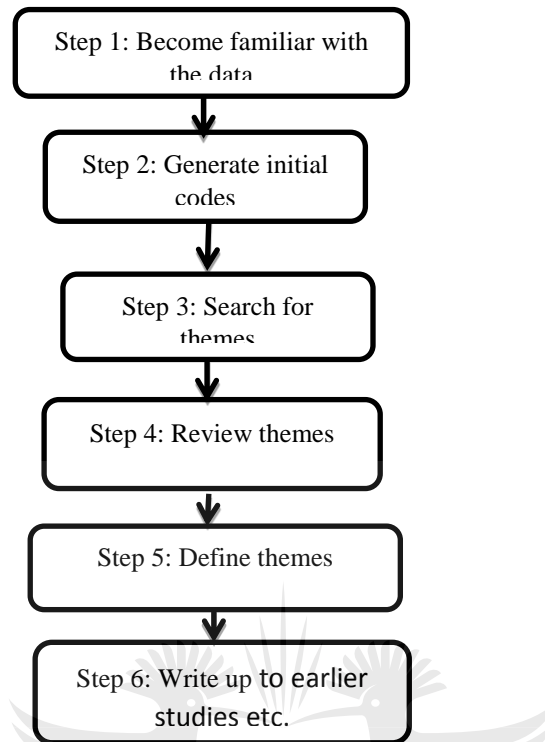 Step 1: Become familiar with
the data
Step 2: Generate initial
codes
Step 3: Search for
themes
Step 4: Review themes
Step 5: Define themes
Step 6: Write up to earlier
studies etc.